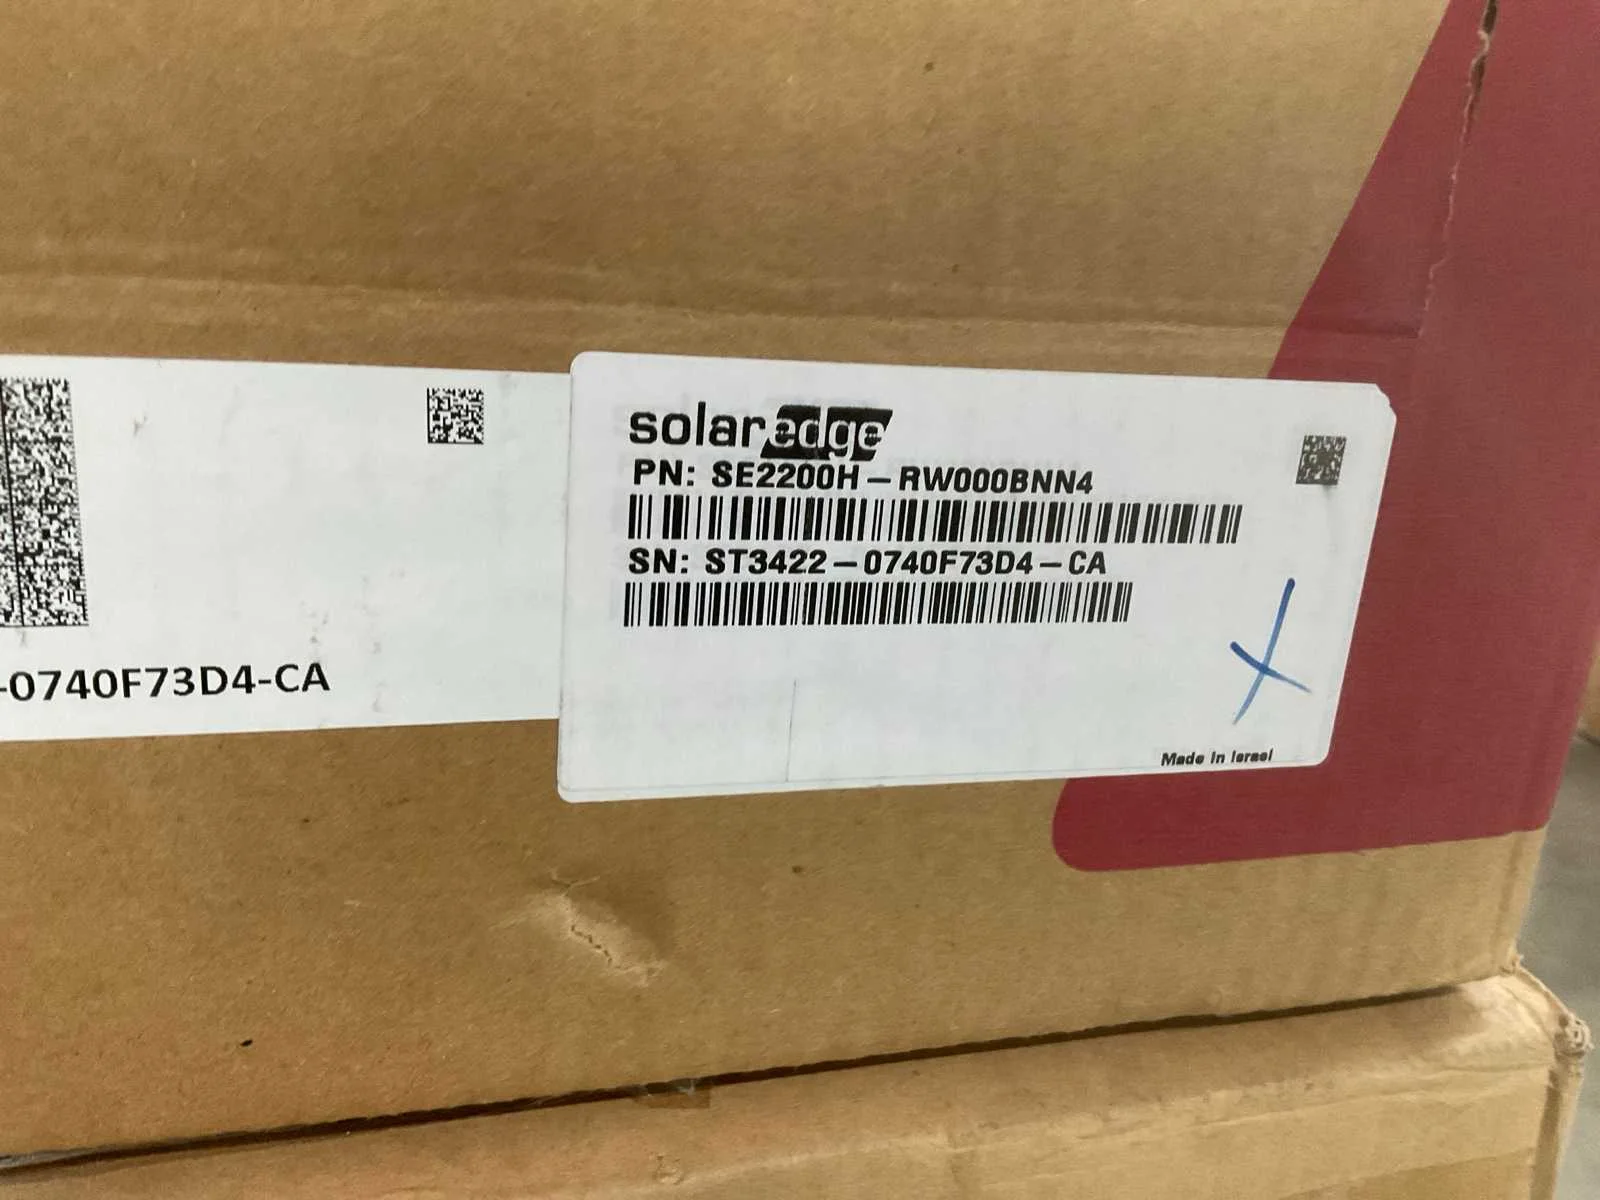 solaredge
PN: SE2200H-RW000BNN4
SN: ST3422-0740F73D4-CA
-0740F73D4-CA
Made in Israel